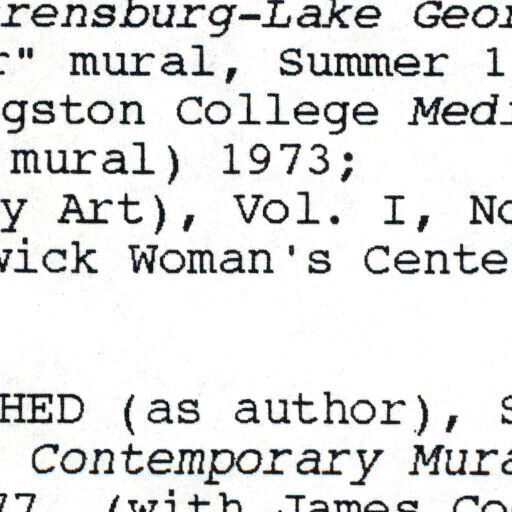 rensburg-Lake Geor
r" mural, Summer 1
gston College Medi
mural) 1973;
y Art), Vol. I, No
wick Woman's Cente
HED (as author), S
Contemporary Mura
77, (with James Co